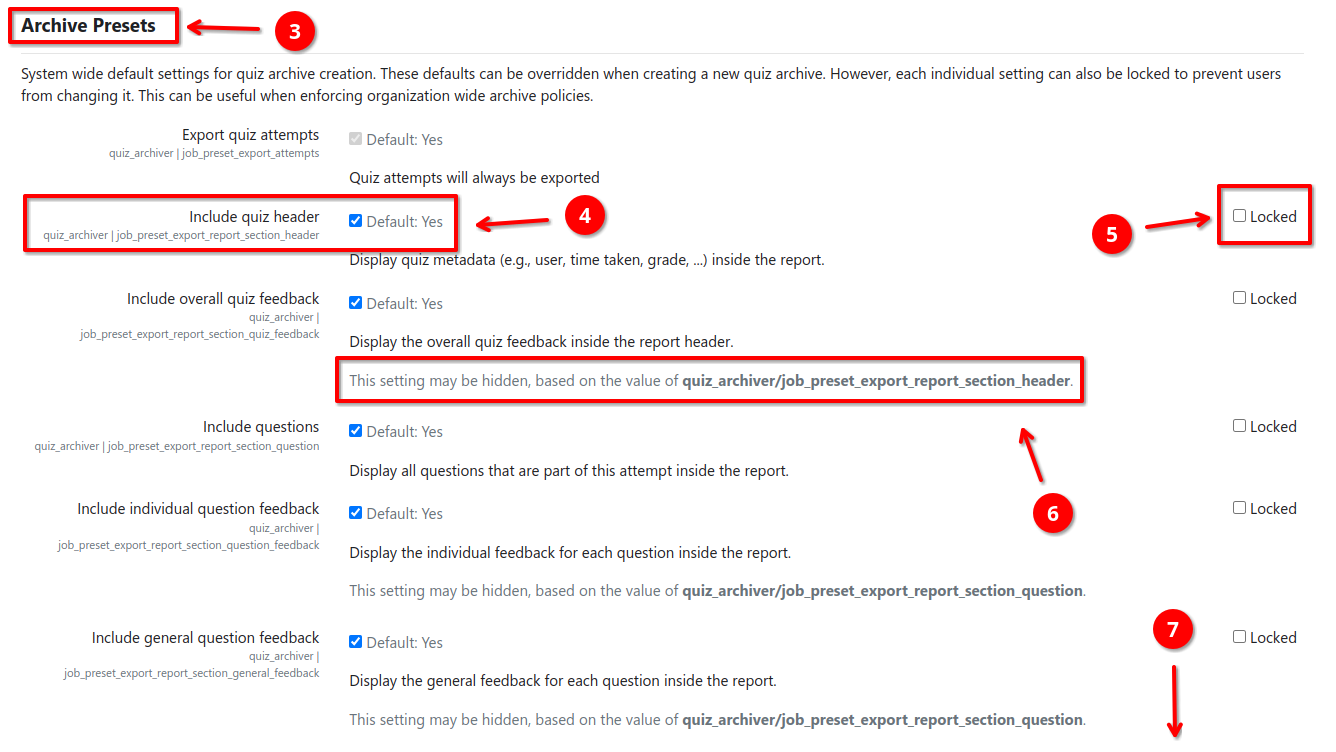 Archive Presets
3
System wide default settings for quiz archive creation. These defaults can be overridden when creating a new quiz archive. However, each individual setting can also be locked to prevent users
from changing it. This can be useful when enforcing organization wide archive policies.
Export quiz attempts
quiz_archiver | job_preset_export_attempts
Default: Yes
Quiz attempts will always be exported
Include quiz header
quiz_archiver | job_preset_export_report_section_header
Default: Yes
4
5
Locked
Display quiz metadata (e.g., user, time taken, grade, ...) inside the report.
Include overall quiz feedback
quiz_archiver |
job_preset_export_report_section_quiz_feedback
Default: Yes
Locked
Display the overall quiz feedback inside the report header.
This setting may be hidden, based on the value of quiz_archiver/job_preset_export_report_section_header.
6
Include questions
quiz_archiver | job_preset_export_report_section_question
Default: Yes
Locked
Display all questions that are part of this attempt inside the report.
Include individual question feedback
quiz_archiver |
job_preset_export_report_section_question_feedback
Default: Yes
Locked
Display the individual feedback for each question inside the report.
This setting may be hidden, based on the value of quiz_archiver/job_preset_export_report_section_question.
7
Include general question feedback
quiz_archiver |
job_preset_export_report_section_general_feedback
Default: Yes
Locked
Display the general feedback for each question inside the report.
This setting may be hidden, based on the value of quiz_archiver/job_preset_export_report_section_question.